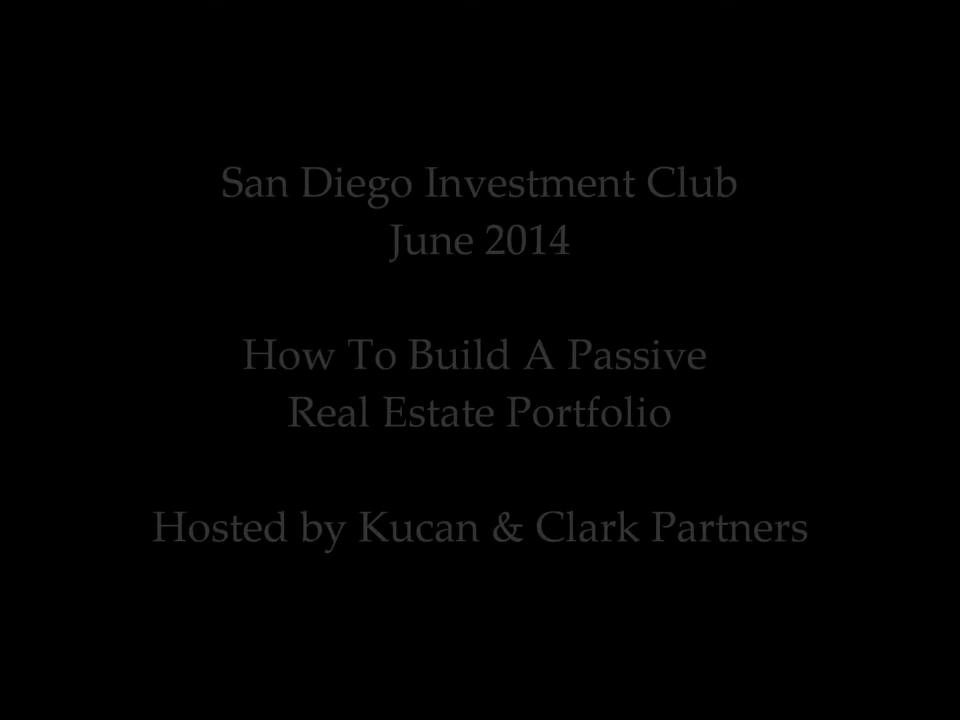 San Diego Investment Club
June 2014
How To Build A Passive
Real Estate Portfolio
Hosted by Kucan & Clark Partners